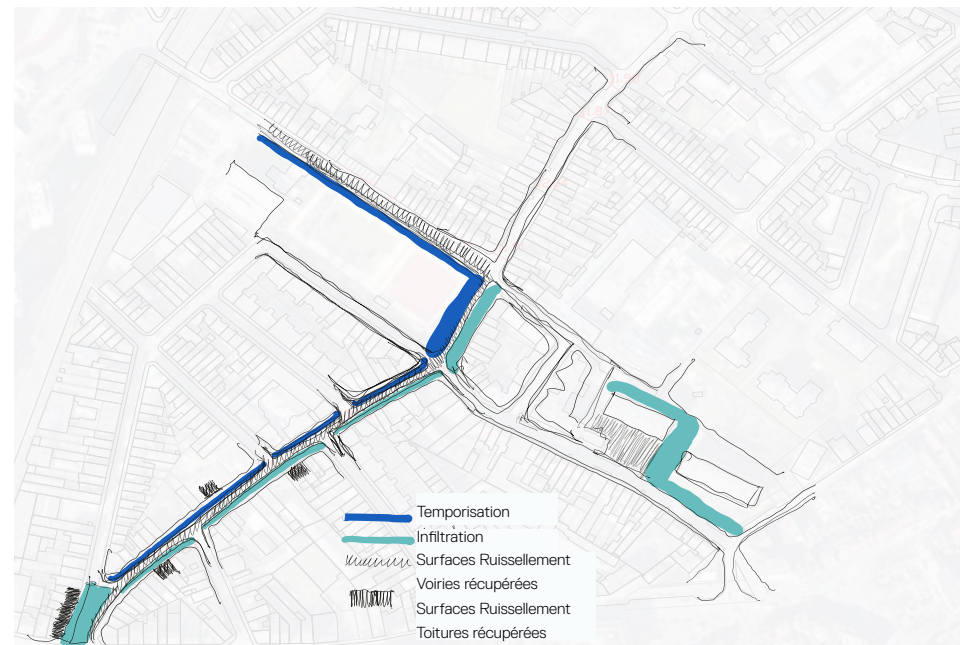 Temporisation
Infiltration
Surfaces Ruissellement
Voiries récupérées
Surfaces Ruissellement
Toitures récupérées